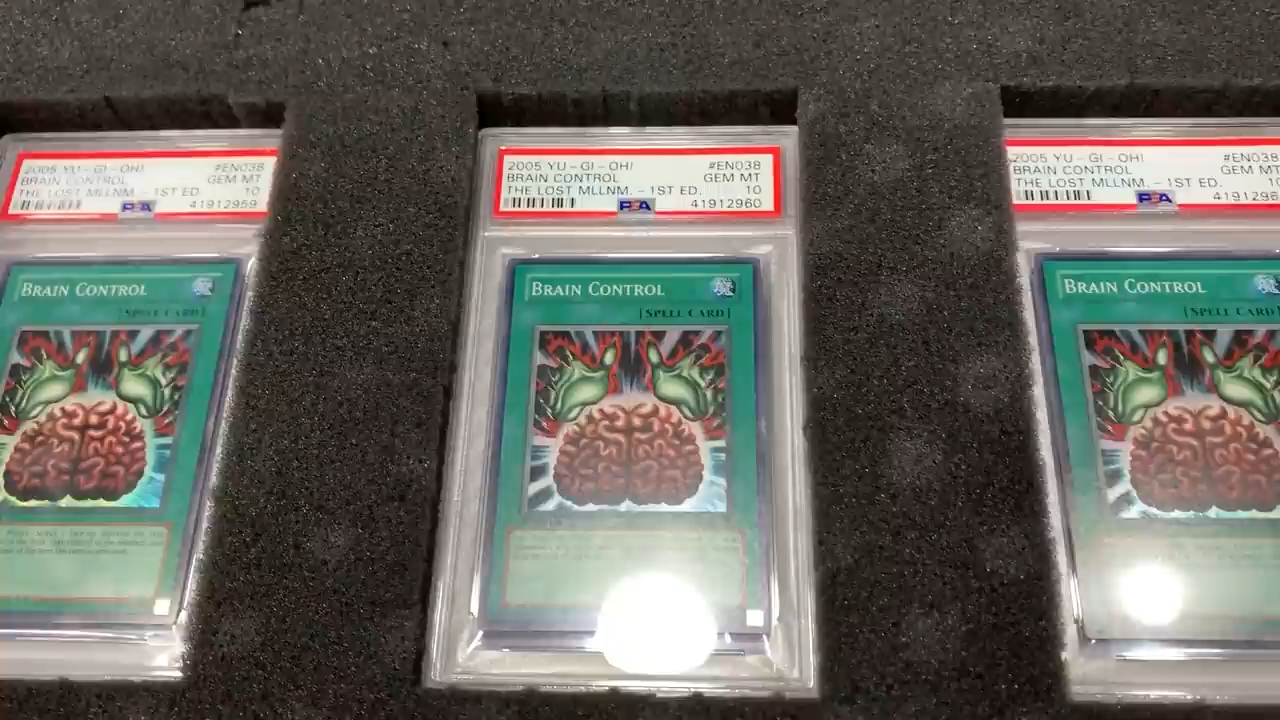 2005 YU-GI-OH! #EN038
BRAIN CONTROL GEM MT
THE LOST MLLNM. - 1ST ED. 10
PSA 41912959
BRAIN CONTROL
[SPELL CARD]
2005 YU-GI-OH! #EN038
BRAIN CONTROL GEM MT
THE LOST MLLNM. - 1ST ED. 10
PSA 41912960
BRAIN CONTROL
[SPELL CARD]
2005 YU-GI-OH! #EN038
BRAIN CONTROL GEM MT
THE LOST MLLNM. - 1ST ED. 10
PSA 4191296
BRAIN CONTROL
[SPELL CARD]